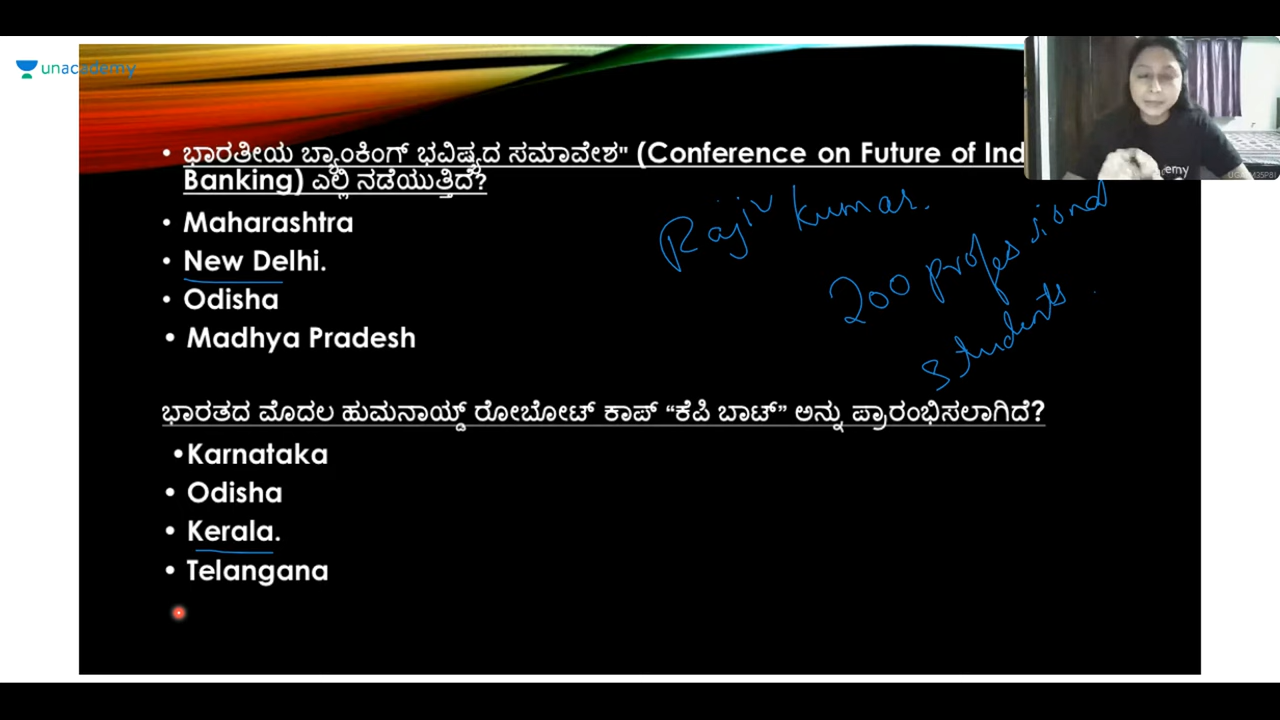 unacademy
• ಭಾರತೀಯ ಬ್ಯಾಂಕಿಂಗ್ ಭವಿಷ್ಯದ ಸಮಾವೇಶ" (Conference on Future of Ind
Banking) ಎಲ್ಲಿ ನಡೆಯುತ್ತಿದೆ?
• Maharashtra
• New Delhi.
• Odisha
• Madhya Pradesh
Rajiv kumar.
200 professional
students
ಭಾರತದ ಮೊದಲ ಹುಮನಾಯ್ಡ್ ರೋಬೋಟ್ ಕಾಪ್ “ಕೆಪಿ ಬಾಟ್” ಅನ್ನು ಪ್ರಾರಂಭಿಸಲಾಗಿದೆ?
• Karnataka
• Odisha
• Kerala.
• Telangana